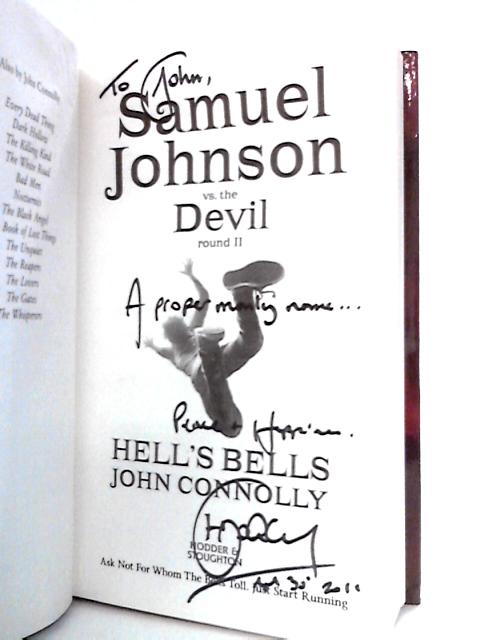 Also by John Connolly
Every Dead Thing
Dark Hollow
The Killing Kind
The White Road
Bad Men
Nocturnes
The Black Angel
Book of Lost Things
The Unquiet
The Reapers
The Lovers
The Gates
The Whisperers
To John,
Samuel
Johnson
vs. the
Devil
round II
A proper manly name...
Peace + Happiness.
HELL'S BELLS
JOHN CONNOLLY
HODDER &
STOUGHTON
Ask Not For Whom The Bells Toll. Just Start Running